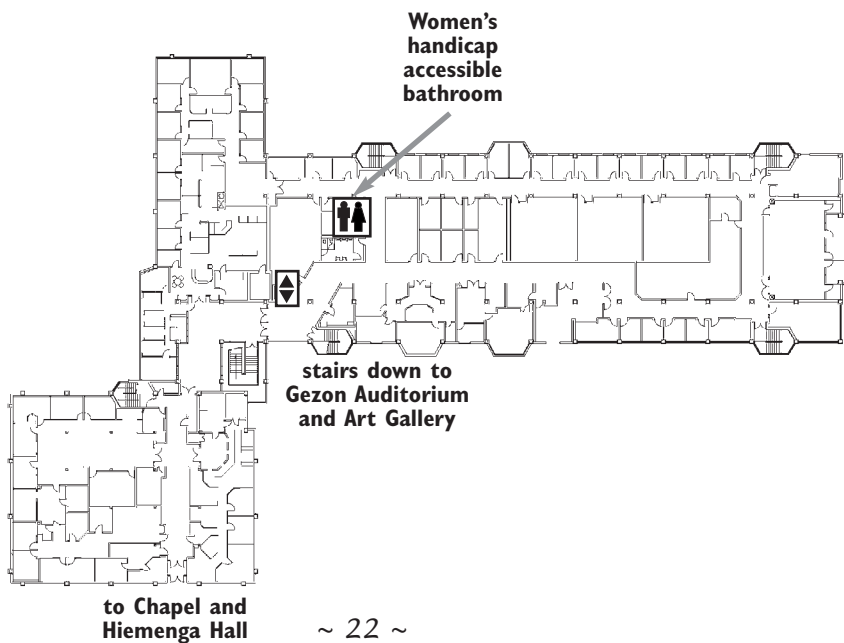 Women's
handicap
accessible
bathroom
stairs down to
Gezon Auditorium
and Art Gallery
to Chapel and
Hiemenga Hall
~ 22 ~